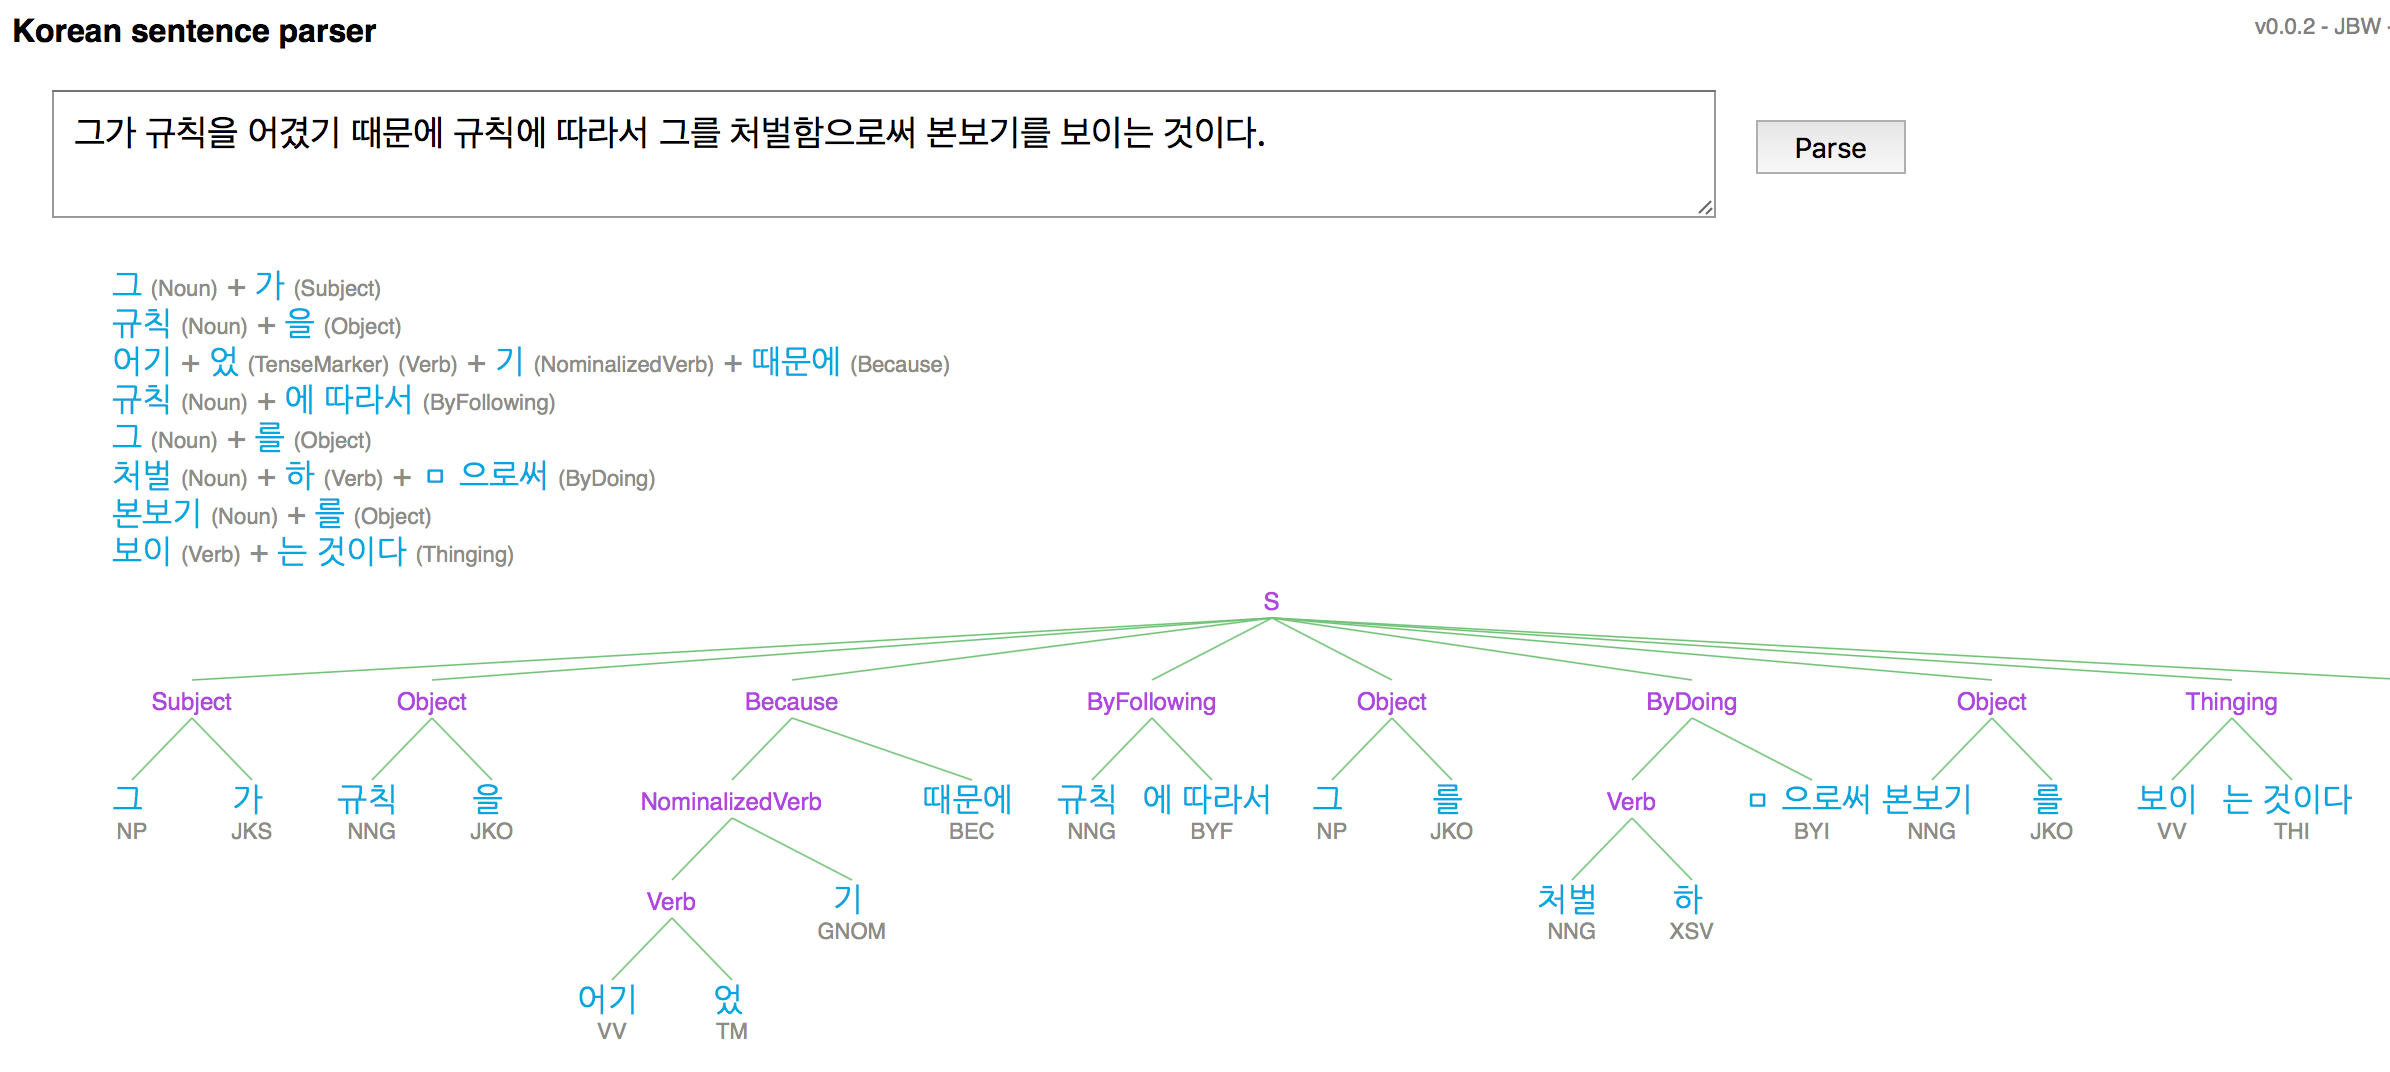 Korean sentence parser
v0.0.2 - JBW -
그가 규칙을 어겼기 때문에 규칙에 따라서 그를 처벌함으로써 본보기를 보이는 것이다.
Parse
그 (Noun) + 가 (Subject)
규칙 (Noun) + 을 (Object)
어기 + 었 (TenseMarker) (Verb) + 기 (NominalizedVerb) + 때문에 (Because)
규칙 (Noun) + 에 따라서 (ByFollowing)
그 (Noun) + 를 (Object)
처벌 (Noun) + 하 (Verb) + ㅁ 으로써 (ByDoing)
본보기 (Noun) + 를 (Object)
보이 (Verb) + 는 것이다 (Thinging)
S
Subject Object Because ByFollowing Object ByDoing Object Thinging
그 가 규칙 을 NominalizedVerb 때문에 규칙 에 따라서 그 를 Verb ㅁ 으로써 본보기 를 보이 는 것이다
NP JKS NNG JKO BEC NNG BYF NP JKO BYI NNG JKO VV THI
Verb 기 처벌 하
GNOM NNG XSV
어기 었
VV TM